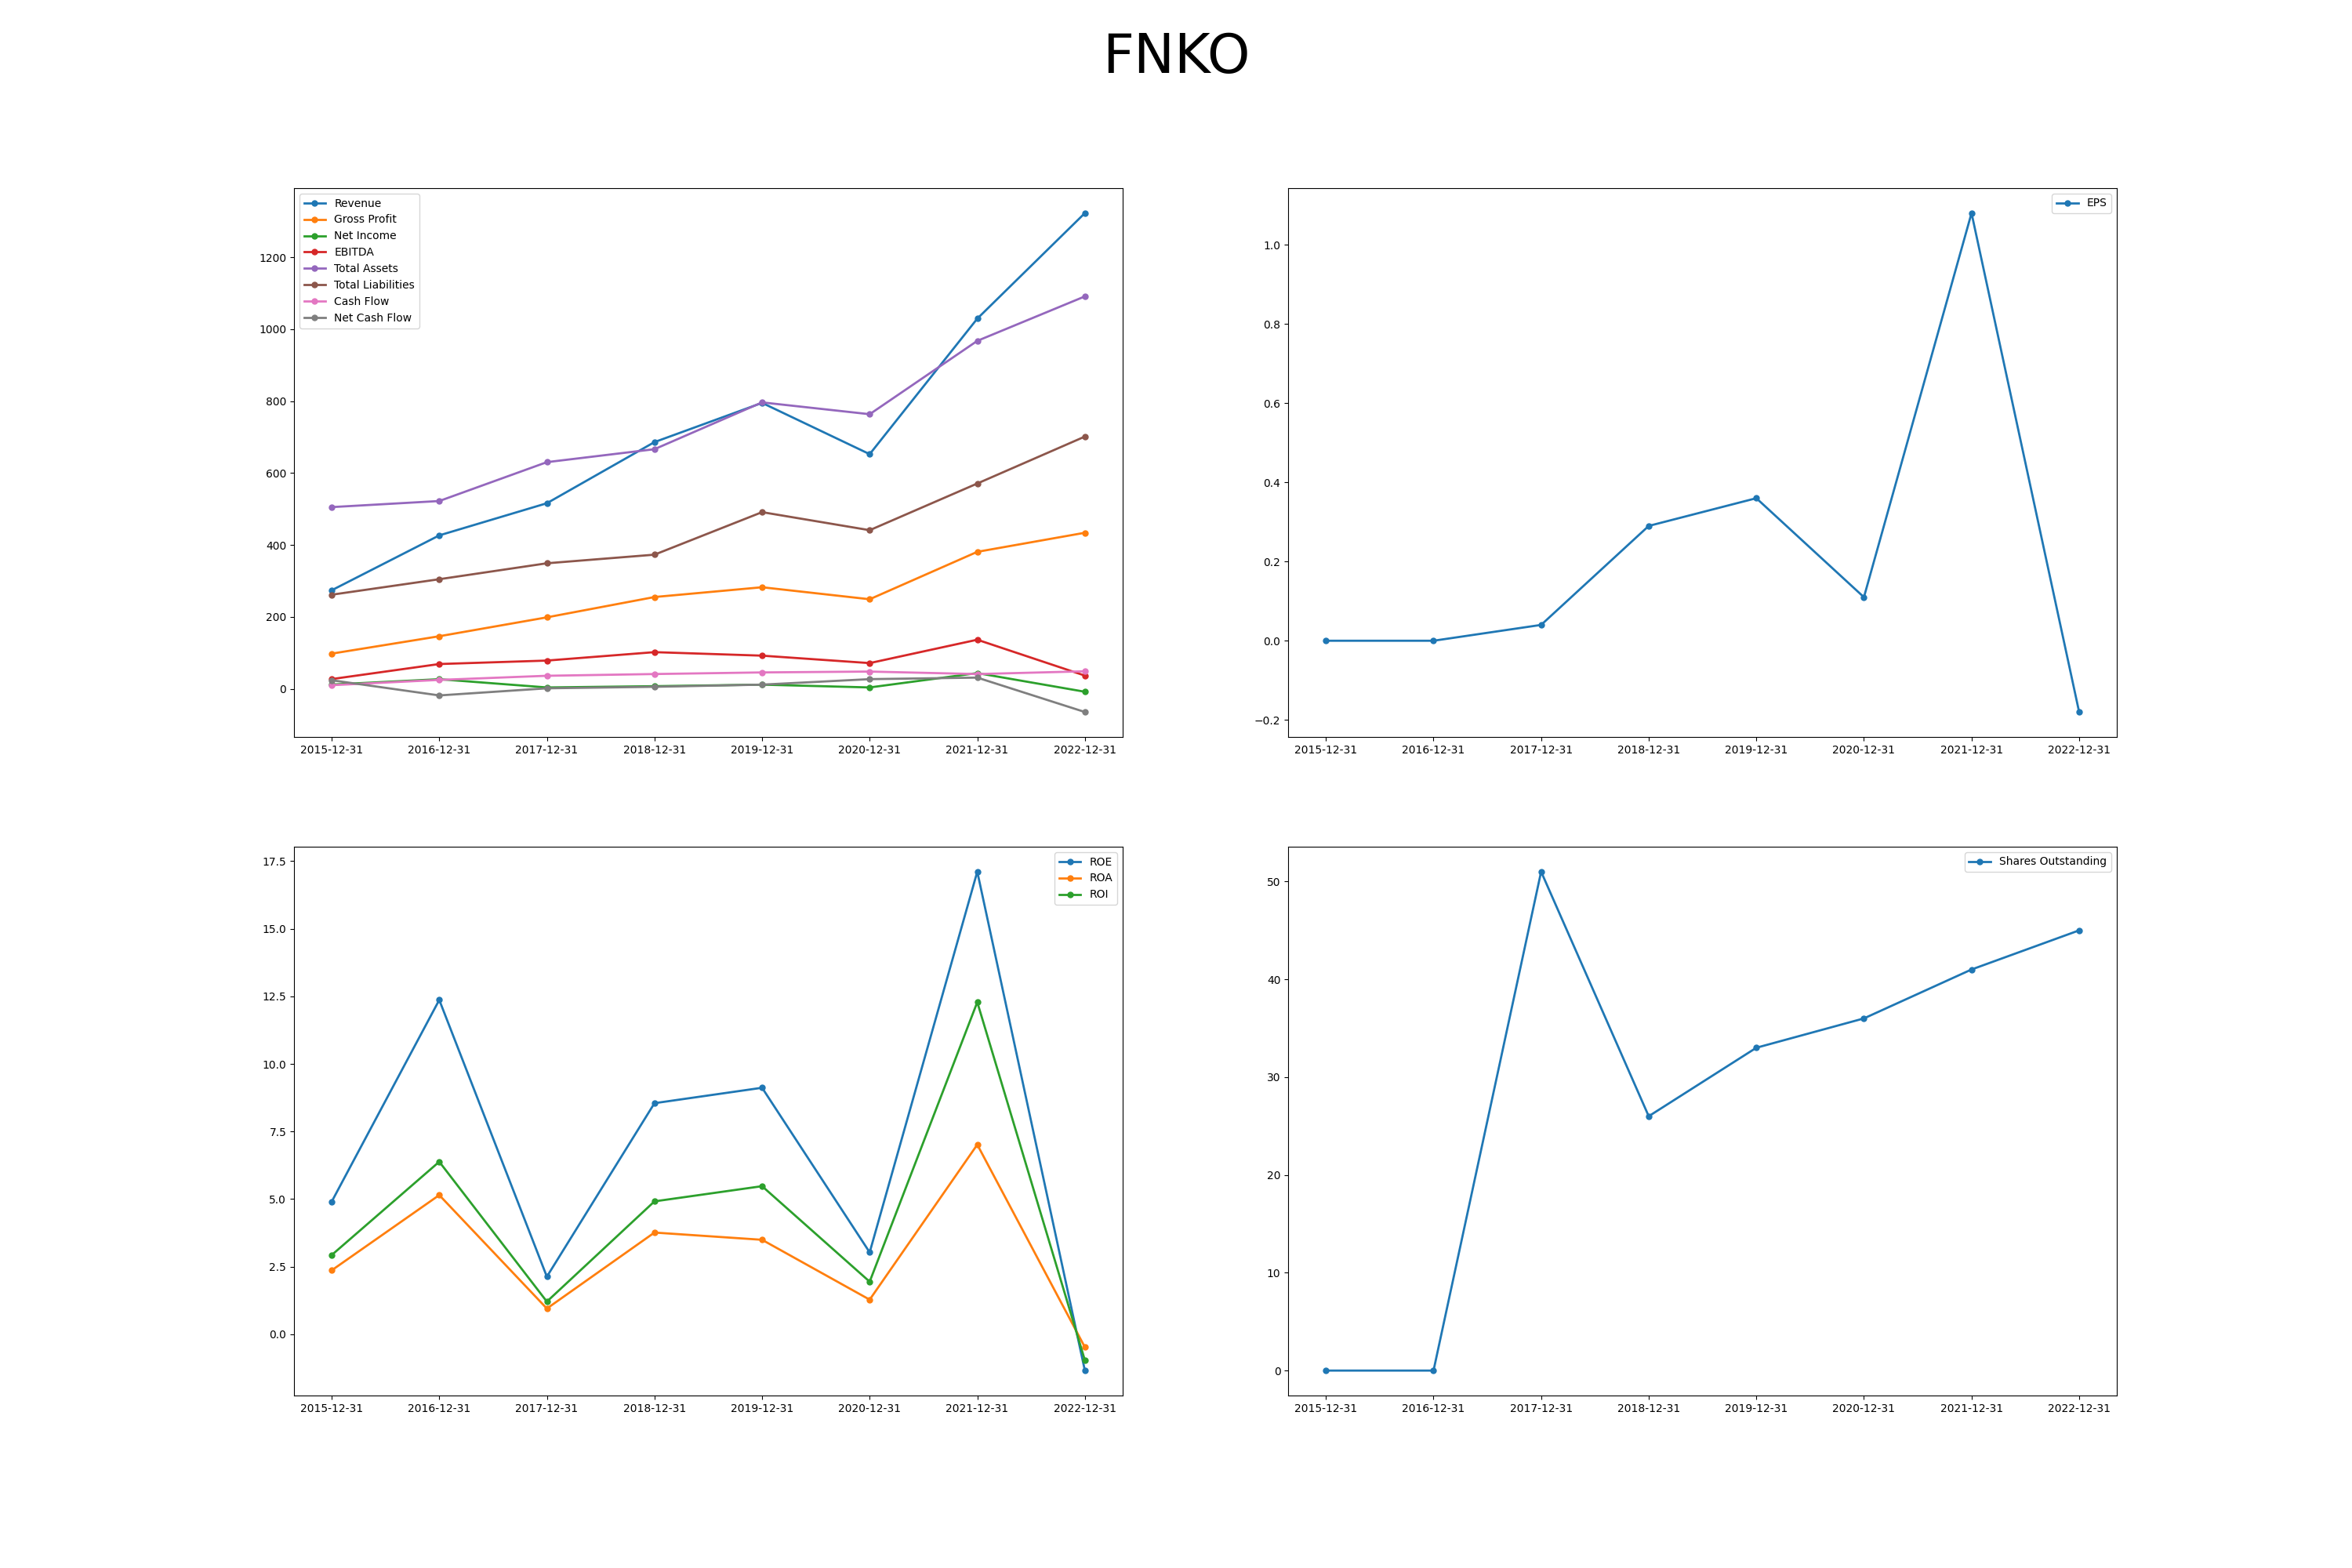 FNKO
Revenue
Gross Profit
Net Income
EBITDA
Total Assets
Total Liabilities
Cash Flow
Net Cash Flow
1200
1000
800
600
400
200
0
2015-12-31 2016-12-31 2017-12-31 2018-12-31 2019-12-31 2020-12-31 2021-12-31 2022-12-31
EPS
1.0
0.8
0.6
0.4
0.2
0.0
−0.2
2015-12-31 2016-12-31 2017-12-31 2018-12-31 2019-12-31 2020-12-31 2021-12-31 2022-12-31
ROE
ROA
ROI
17.5
15.0
12.5
10.0
7.5
5.0
2.5
0.0
2015-12-31 2016-12-31 2017-12-31 2018-12-31 2019-12-31 2020-12-31 2021-12-31 2022-12-31
Shares Outstanding
50
40
30
20
10
0
2015-12-31 2016-12-31 2017-12-31 2018-12-31 2019-12-31 2020-12-31 2021-12-31 2022-12-31